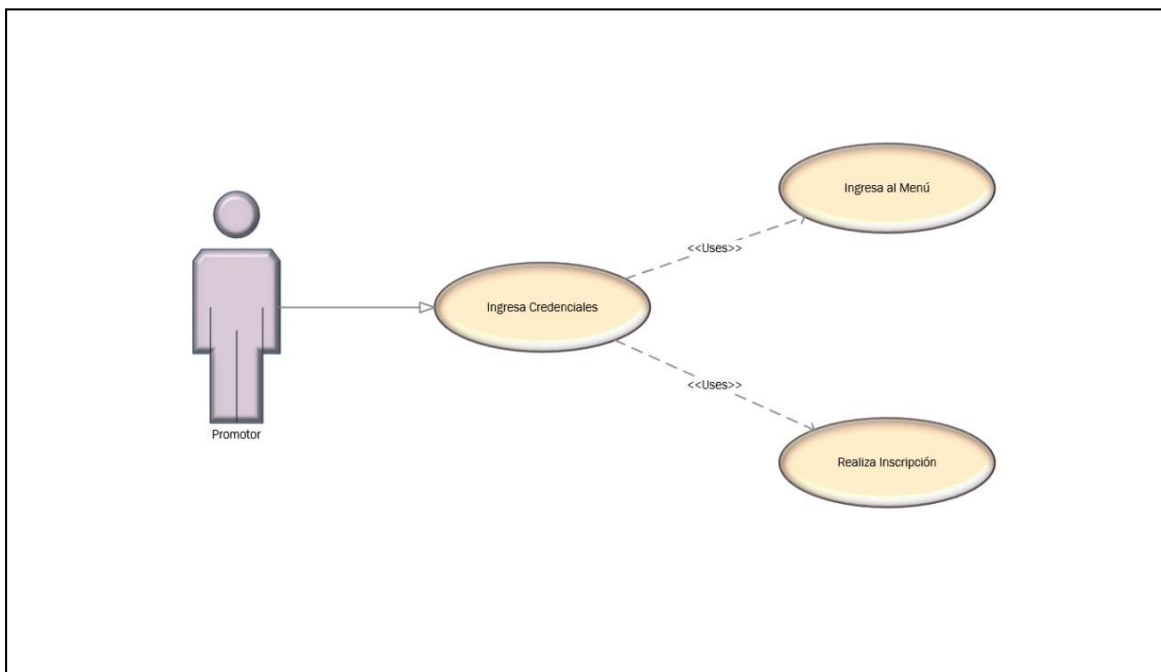 Ingresa al Menú
<<Uses>>
Ingresa Credenciales
<<Uses>>
Promotor
Realiza Inscripción